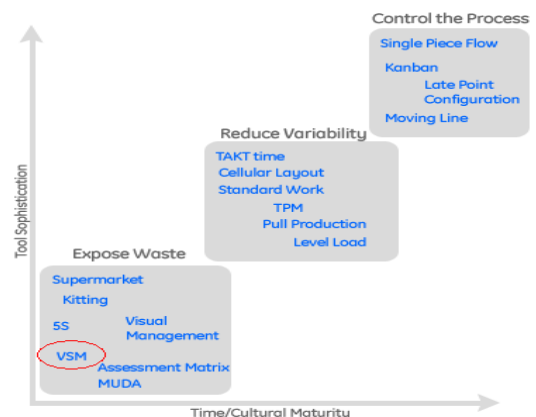 Control the Process
Single Piece Flow
Kanban
Late Point
Configuration
Moving Line
Reduce Variability
TAKT time
Cellular Layout
Standard Work
TPM
Pull Production
Level Load
Tool Sophistication
Expose Waste
Supermarket
Kitting
5S
Visual
Management
VSM
Assessment Matrix
MUDA
Time/Cultural Maturity